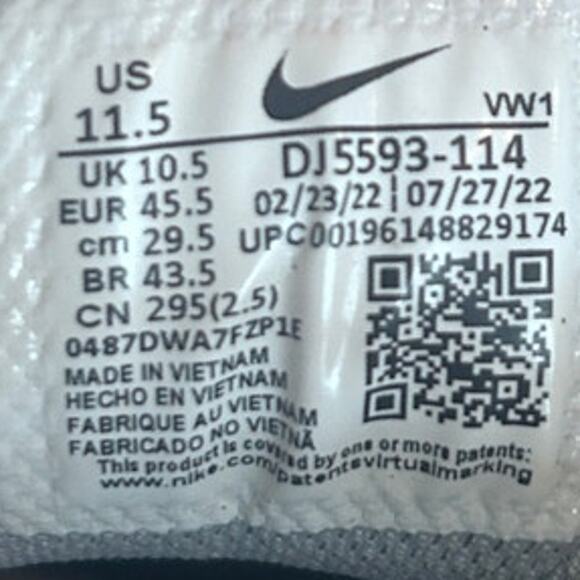 US
11.5
VW1
UK 10.5
DJ5593-114
EUR 45.5
02/23/22 | 07/27/22
cm 29.5
UPC00196148829174
BR 43.5
CN 295(2.5)
0487DWA7FZP1E
MADE IN VIETNAM
HECHO EN VIETNAM
FABRIQUE AU VIETNAM
FABRICADO NO VIETNÃ
This product is covered by one or more patents:
www.nike.com/patentsvirtualmarking